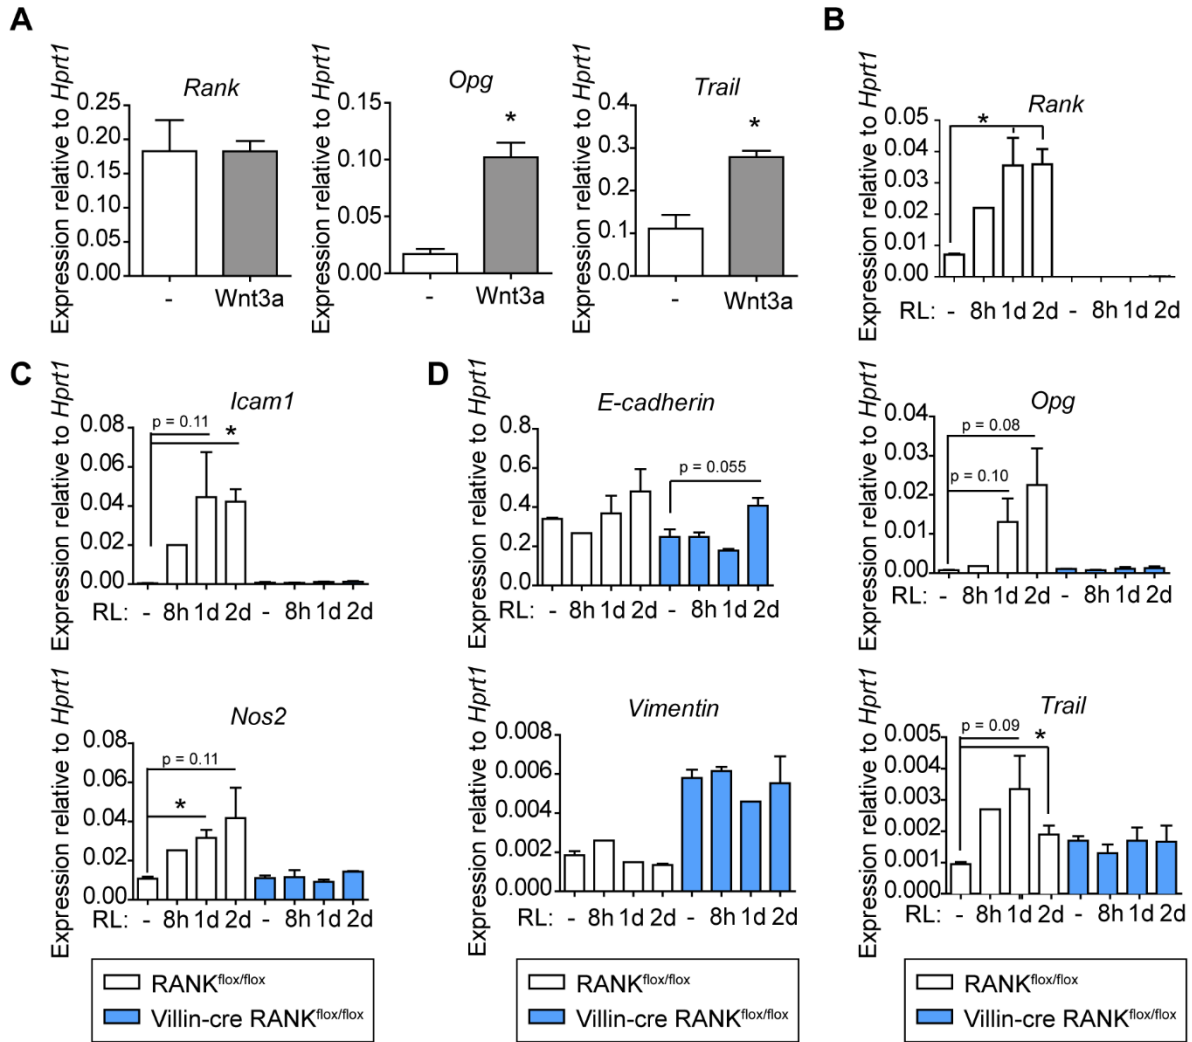 A
Expression relative to Hprt1
Rank
0.25
0.20
0.15
0.10
0.05
0.00
-
Wnt3a
Expression relative to Hprt1
Opg
0.15
0.10
0.05
0.00
*
-
Wnt3a
Expression relative to Hprt1
Trail
0.4
0.3
0.2
0.1
0.0
*
-
Wnt3a
B
Expression relative to Hprt1
Rank
0.05
0.04
0.03
0.02
0.01
0.00
*
RL: - 8h 1d 2d - 8h 1d 2d
Expression relative to Hprt1
Opg
0.04
0.03
0.02
0.01
0.00
p = 0.08
p = 0.10
RL: - 8h 1d 2d - 8h 1d 2d
Expression relative to Hprt1
Trail
0.005
0.004
0.003
0.002
0.001
0.000
p = 0.09
*
RL: - 8h 1d 2d - 8h 1d 2d
RANKflox/flox
Villin-cre RANKflox/flox
C
Expression relative to Hprt1
Icam1
0.08
0.06
0.04
0.02
0.00
p = 0.11
*
RL: - 8h 1d 2d - 8h 1d 2d
Expression relative to Hprt1
Nos2
0.08
0.06
0.04
0.02
0.00
p = 0.11
*
RL: - 8h 1d 2d - 8h 1d 2d
RANKflox/flox
Villin-cre RANKflox/flox
D
Expression relative to Hprt1
E-cadherin
0.8
0.6
0.4
0.2
0.0
p = 0.055
RL: - 8h 1d 2d - 8h 1d 2d
Expression relative to Hprt1
Vimentin
0.008
0.006
0.004
0.002
0.000
RL: - 8h 1d 2d - 8h 1d 2d
RANKflox/flox
Villin-cre RANKflox/flox